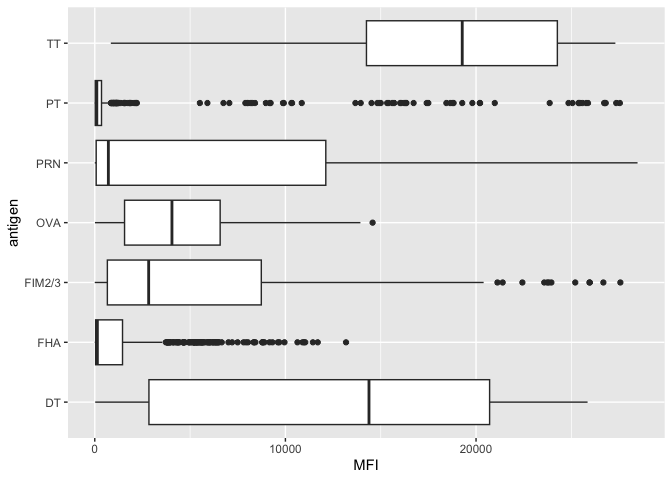 TT
PT
PRN
OVA
FIM2/3
FHA
DT
antigen
0 10000 20000
MFI